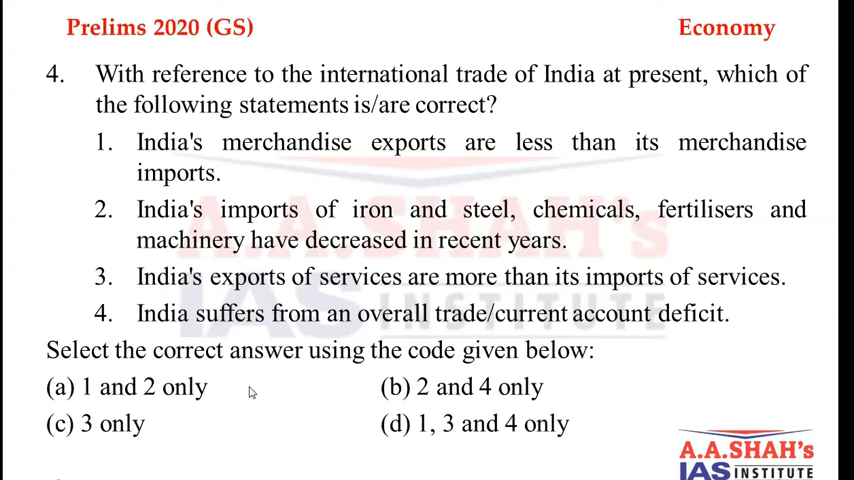 Prelims 2020 (GS) Economy
4. With reference to the international trade of India at present, which of
the following statements is/are correct?
1. India's merchandise exports are less than its merchandise
imports.
2. India's imports of iron and steel, chemicals, fertilisers and
machinery have decreased in recent years.
3. India's exports of services are more than its imports of services.
4. India suffers from an overall trade/current account deficit.
Select the correct answer using the code given below:
(a) 1 and 2 only (b) 2 and 4 only
(c) 3 only (d) 1, 3 and 4 only
A.A.SHAH's
IAS INSTITUTE
A.A.SHAH's
IAS INSTITUTE